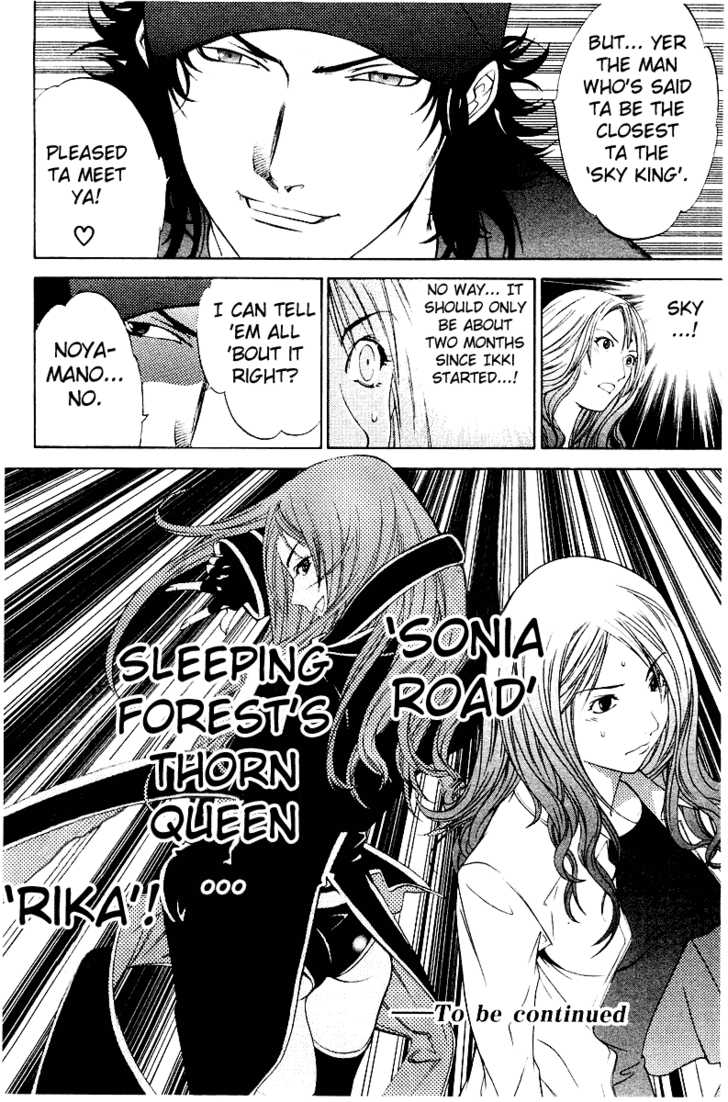 BUT... YER
THE MAN
WHO'S SAID
TA BE THE
CLOSEST
TA THE
'SKY KING'.
PLEASED
TA MEET
YA!
♡
SKY
...!
NO WAY... IT
SHOULD ONLY
BE ABOUT
TWO MONTHS
SINCE IKKI
STARTED...!
I CAN TELL
'EM ALL
'BOUT IT
RIGHT?
NOYA-
MANO...
NO.
'SONIA
ROAD'
SLEEPING
FOREST'S
THORN
QUEEN
...
'RIKA'!
—To be continued